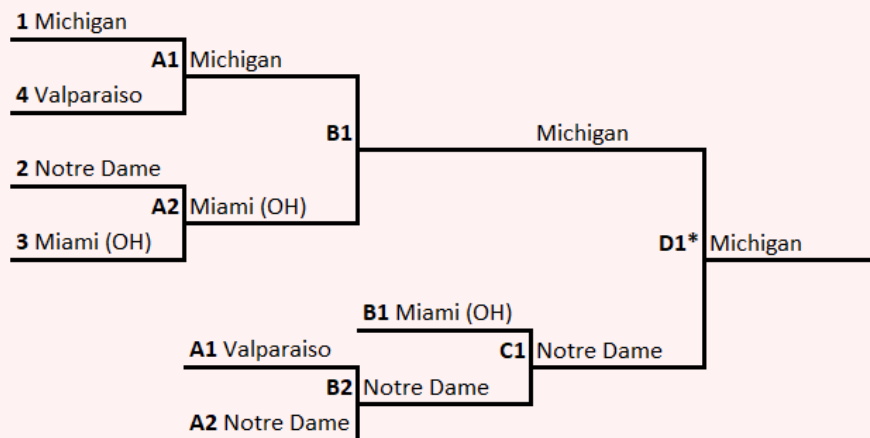 1 Michigan
A1 Michigan
4 Valparaiso
B1 Michigan
2 Notre Dame
A2 Miami (OH)
3 Miami (OH)
D1* Michigan
B1 Miami (OH)
A1 Valparaiso
C1 Notre Dame
B2 Notre Dame
A2 Notre Dame